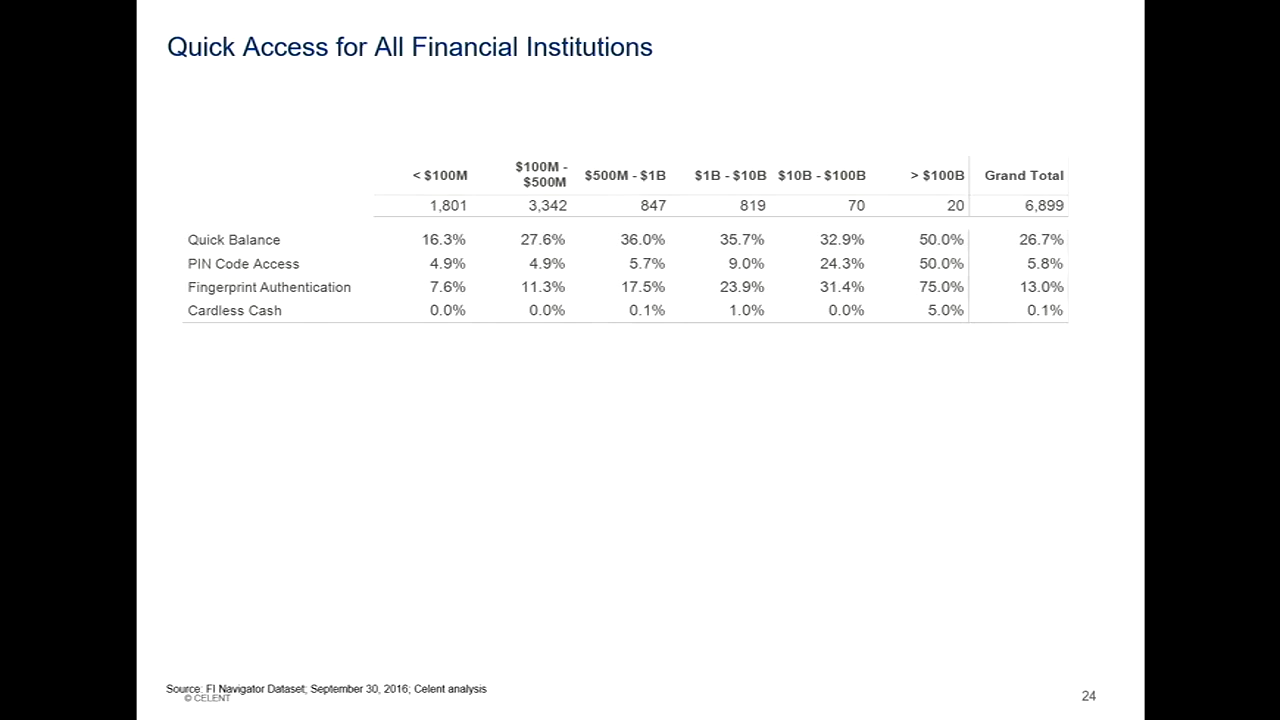 Quick Access for All Financial Institutions
< $100M $100M - $500M $500M - $1B $1B - $10B $10B - $100B > $100B Grand Total
1,801 3,342 847 819 70 20 6,899
Quick Balance 16.3% 27.6% 36.0% 35.7% 32.9% 50.0% 26.7%
PIN Code Access 4.9% 4.9% 5.7% 9.0% 24.3% 50.0% 5.8%
Fingerprint Authentication 7.6% 11.3% 17.5% 23.9% 31.4% 75.0% 13.0%
Cardless Cash 0.0% 0.0% 0.1% 1.0% 0.0% 5.0% 0.1%
Source: FI Navigator Dataset; September 30, 2016; Celent analysis
© CELENT
24